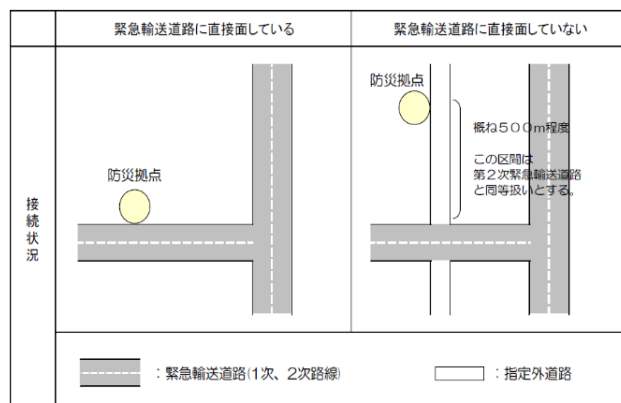 緊急輸送道路に直接面している
緊急輸送道路に直接面していない
接続状況
防災拠点
防災拠点
概ね500m程度
この区間は
第2次緊急輸送道路
と同等扱いとする。
：緊急輸送道路(1次、2次路線)
：指定外道路